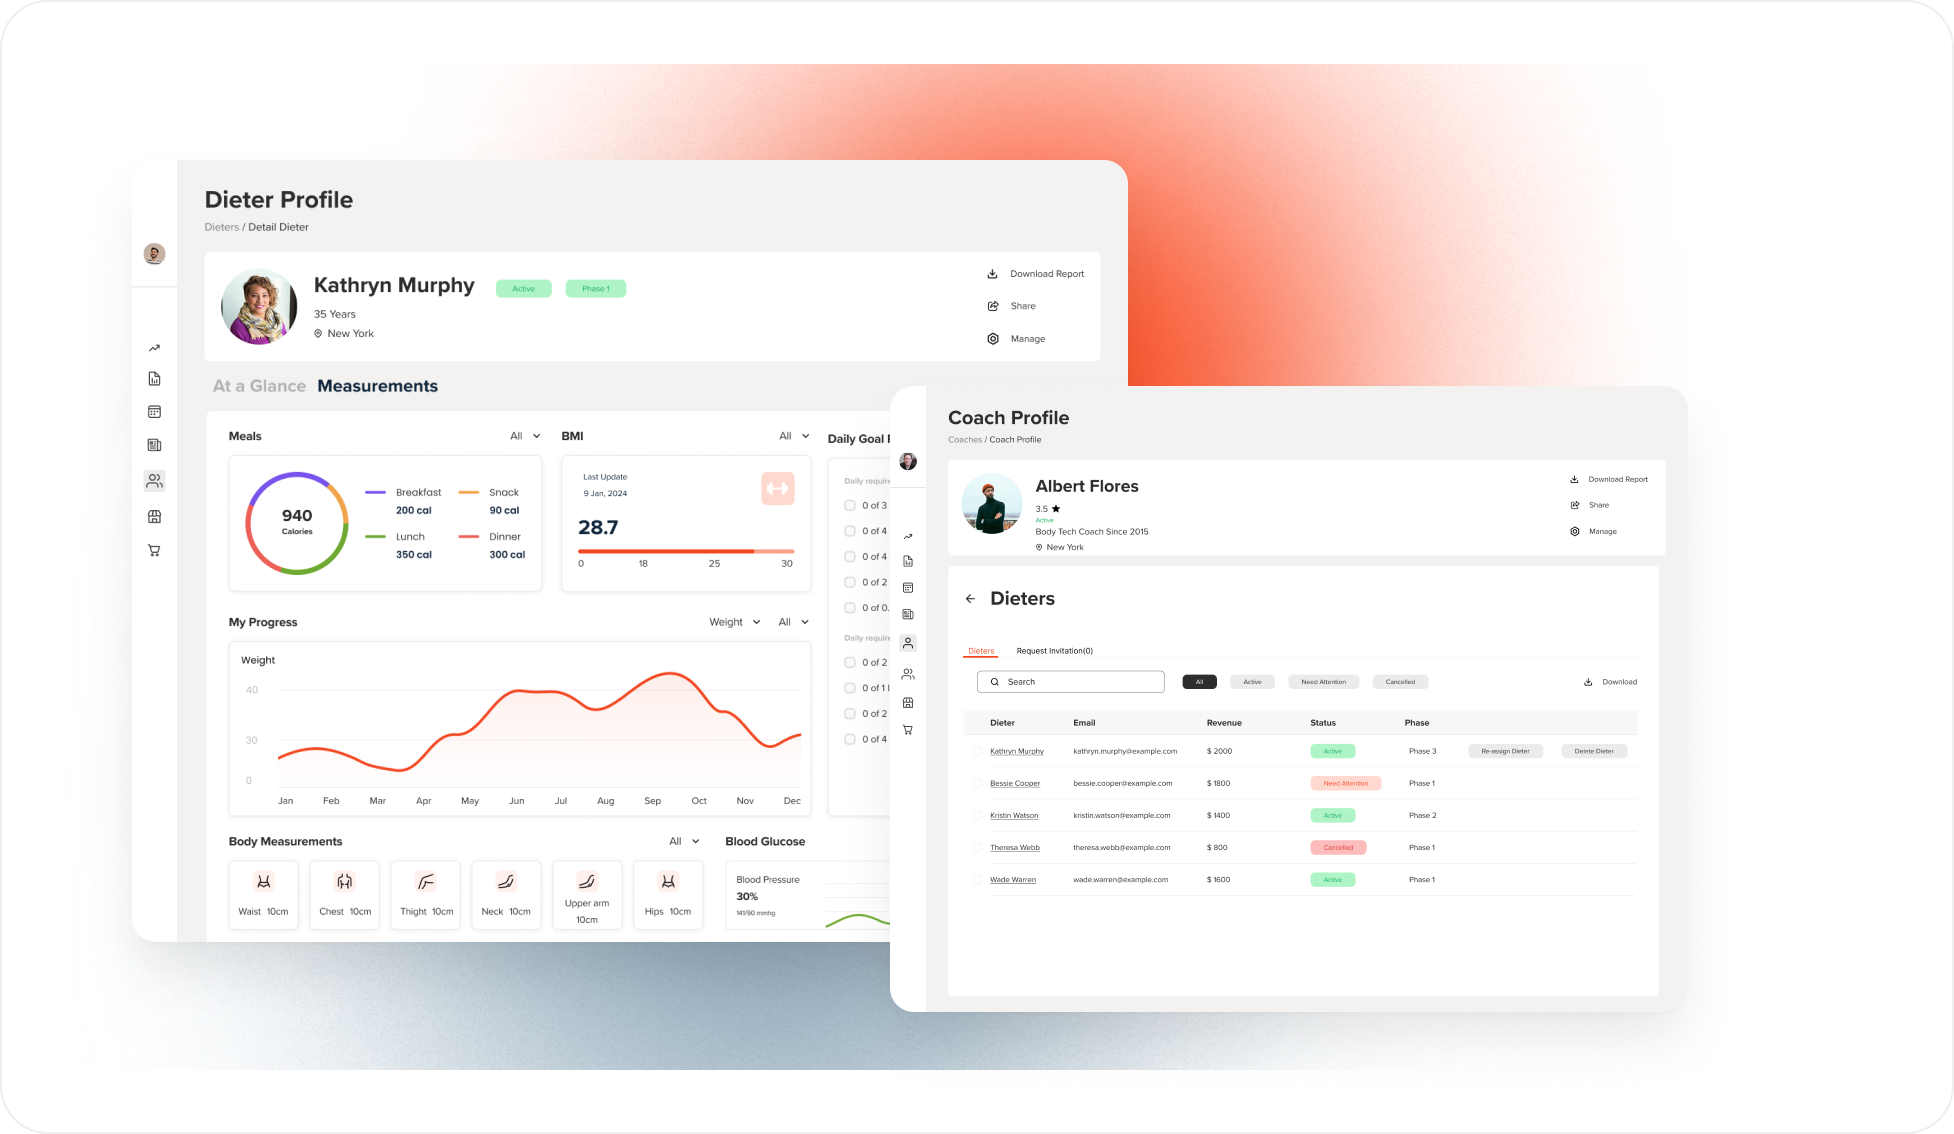 Dieter Profile
Dieters / Detail Dieter
Kathryn Murphy
Active
Phase 1
35 Years
New York
Download Report
Share
Manage
At a Glance Measurements
Meals
All
940
Calories
Breakfast
200 cal
Snack
90 cal
Lunch
350 cal
Dinner
300 cal
BMI
All
Last Update
9 Jan, 2024
28.7
0 18 25 30
Daily Goal
Daily require
0 of 3
0 of 4
0 of 4
0 of 2
0 of 0.
Daily require
0 of 2
0 of 1
0 of 2
0 of 4
My Progress
Weight
All
Weight
40
30
0
Jan Feb Mar Apr May Jun Jul Aug Sep Oct Nov Dec
Body Measurements
All
Waist 10cm
Chest 10cm
Thight 10cm
Neck 10cm
Upper arm
10cm
Hips 10cm
Blood Glucose
Blood Pressure
30%
141/90 mmhg
Coach Profile
Coaches / Coach Profile
Albert Flores
3.5
Active
Body Tech Coach Since 2015
New York
Download Report
Share
Manage
Dieters
Dieters
Request Invitation(0)
Search
All
Active
Need Attention
Cancelled
Download
Dieter Email Revenue Status Phase
Kathryn Murphy kathryn.murphy@example.com $ 2000 Active Phase 3 Re-assign Dieter Delete Dieter
Bessie Cooper bessie.cooper@example.com $ 1800 Need Attention Phase 1
Kristin Watson kristin.watson@example.com $ 1400 Active Phase 2
Theresa Webb theresa.webb@example.com $ 800 Cancelled Phase 1
Wade Warren wade.warren@example.com $ 1600 Active Phase 1